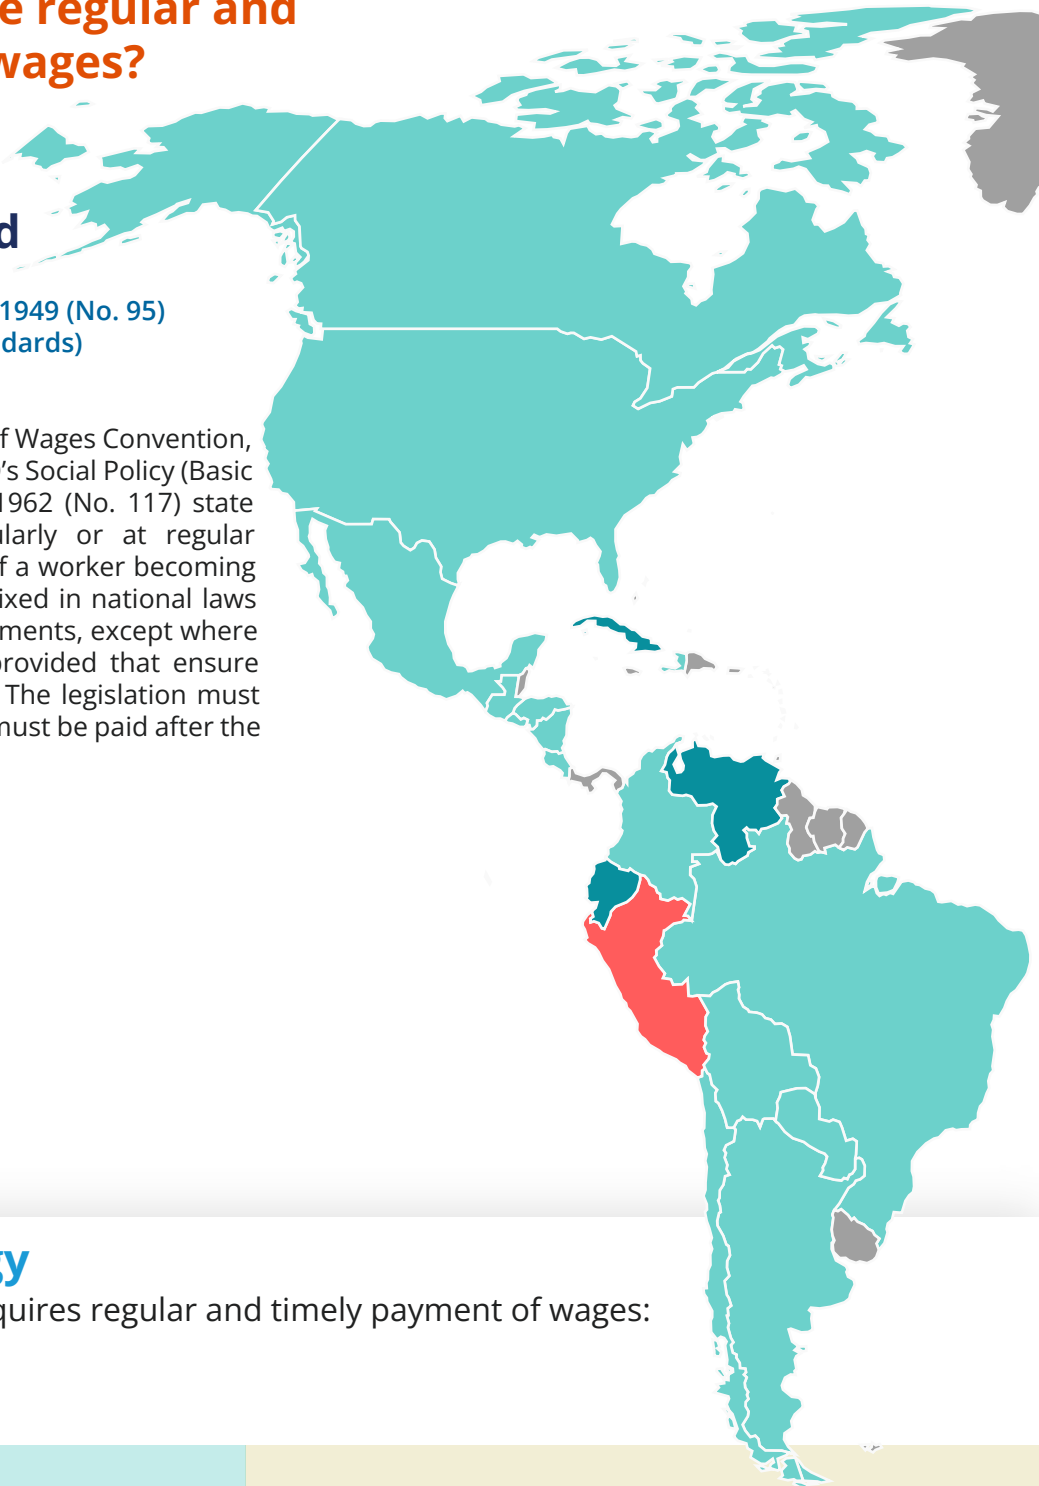 e regular and
wages?
d
1949 (No. 95)
dards)
f Wages Convention,
's Social Policy (Basic
1962 (No. 117) state
ularly or at regular
f a worker becoming
ixed in national laws
ments, except where
provided that ensure
The legislation must
must be paid after the
gy
quires regular and timely payment of wages: